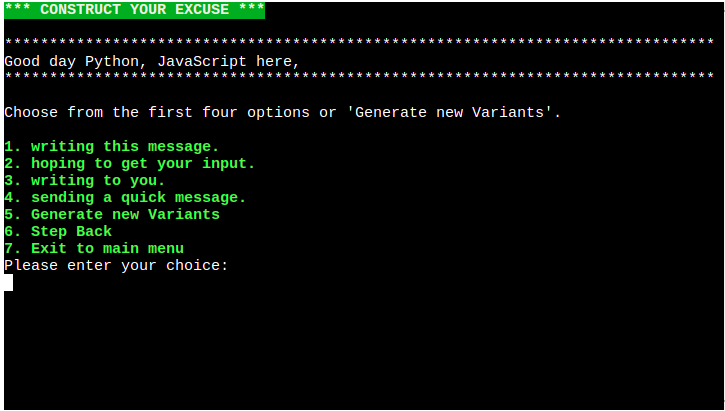 *** CONSTRUCT YOUR EXCUSE ***
*******************************************************************************
Good day Python, JavaScript here,
*******************************************************************************
Choose from the first four options or 'Generate new Variants'.
1. writing this message.
2. hoping to get your input.
3. writing to you.
4. sending a quick message.
5. Generate new Variants
6. Step Back
7. Exit to main menu
Please enter your choice: